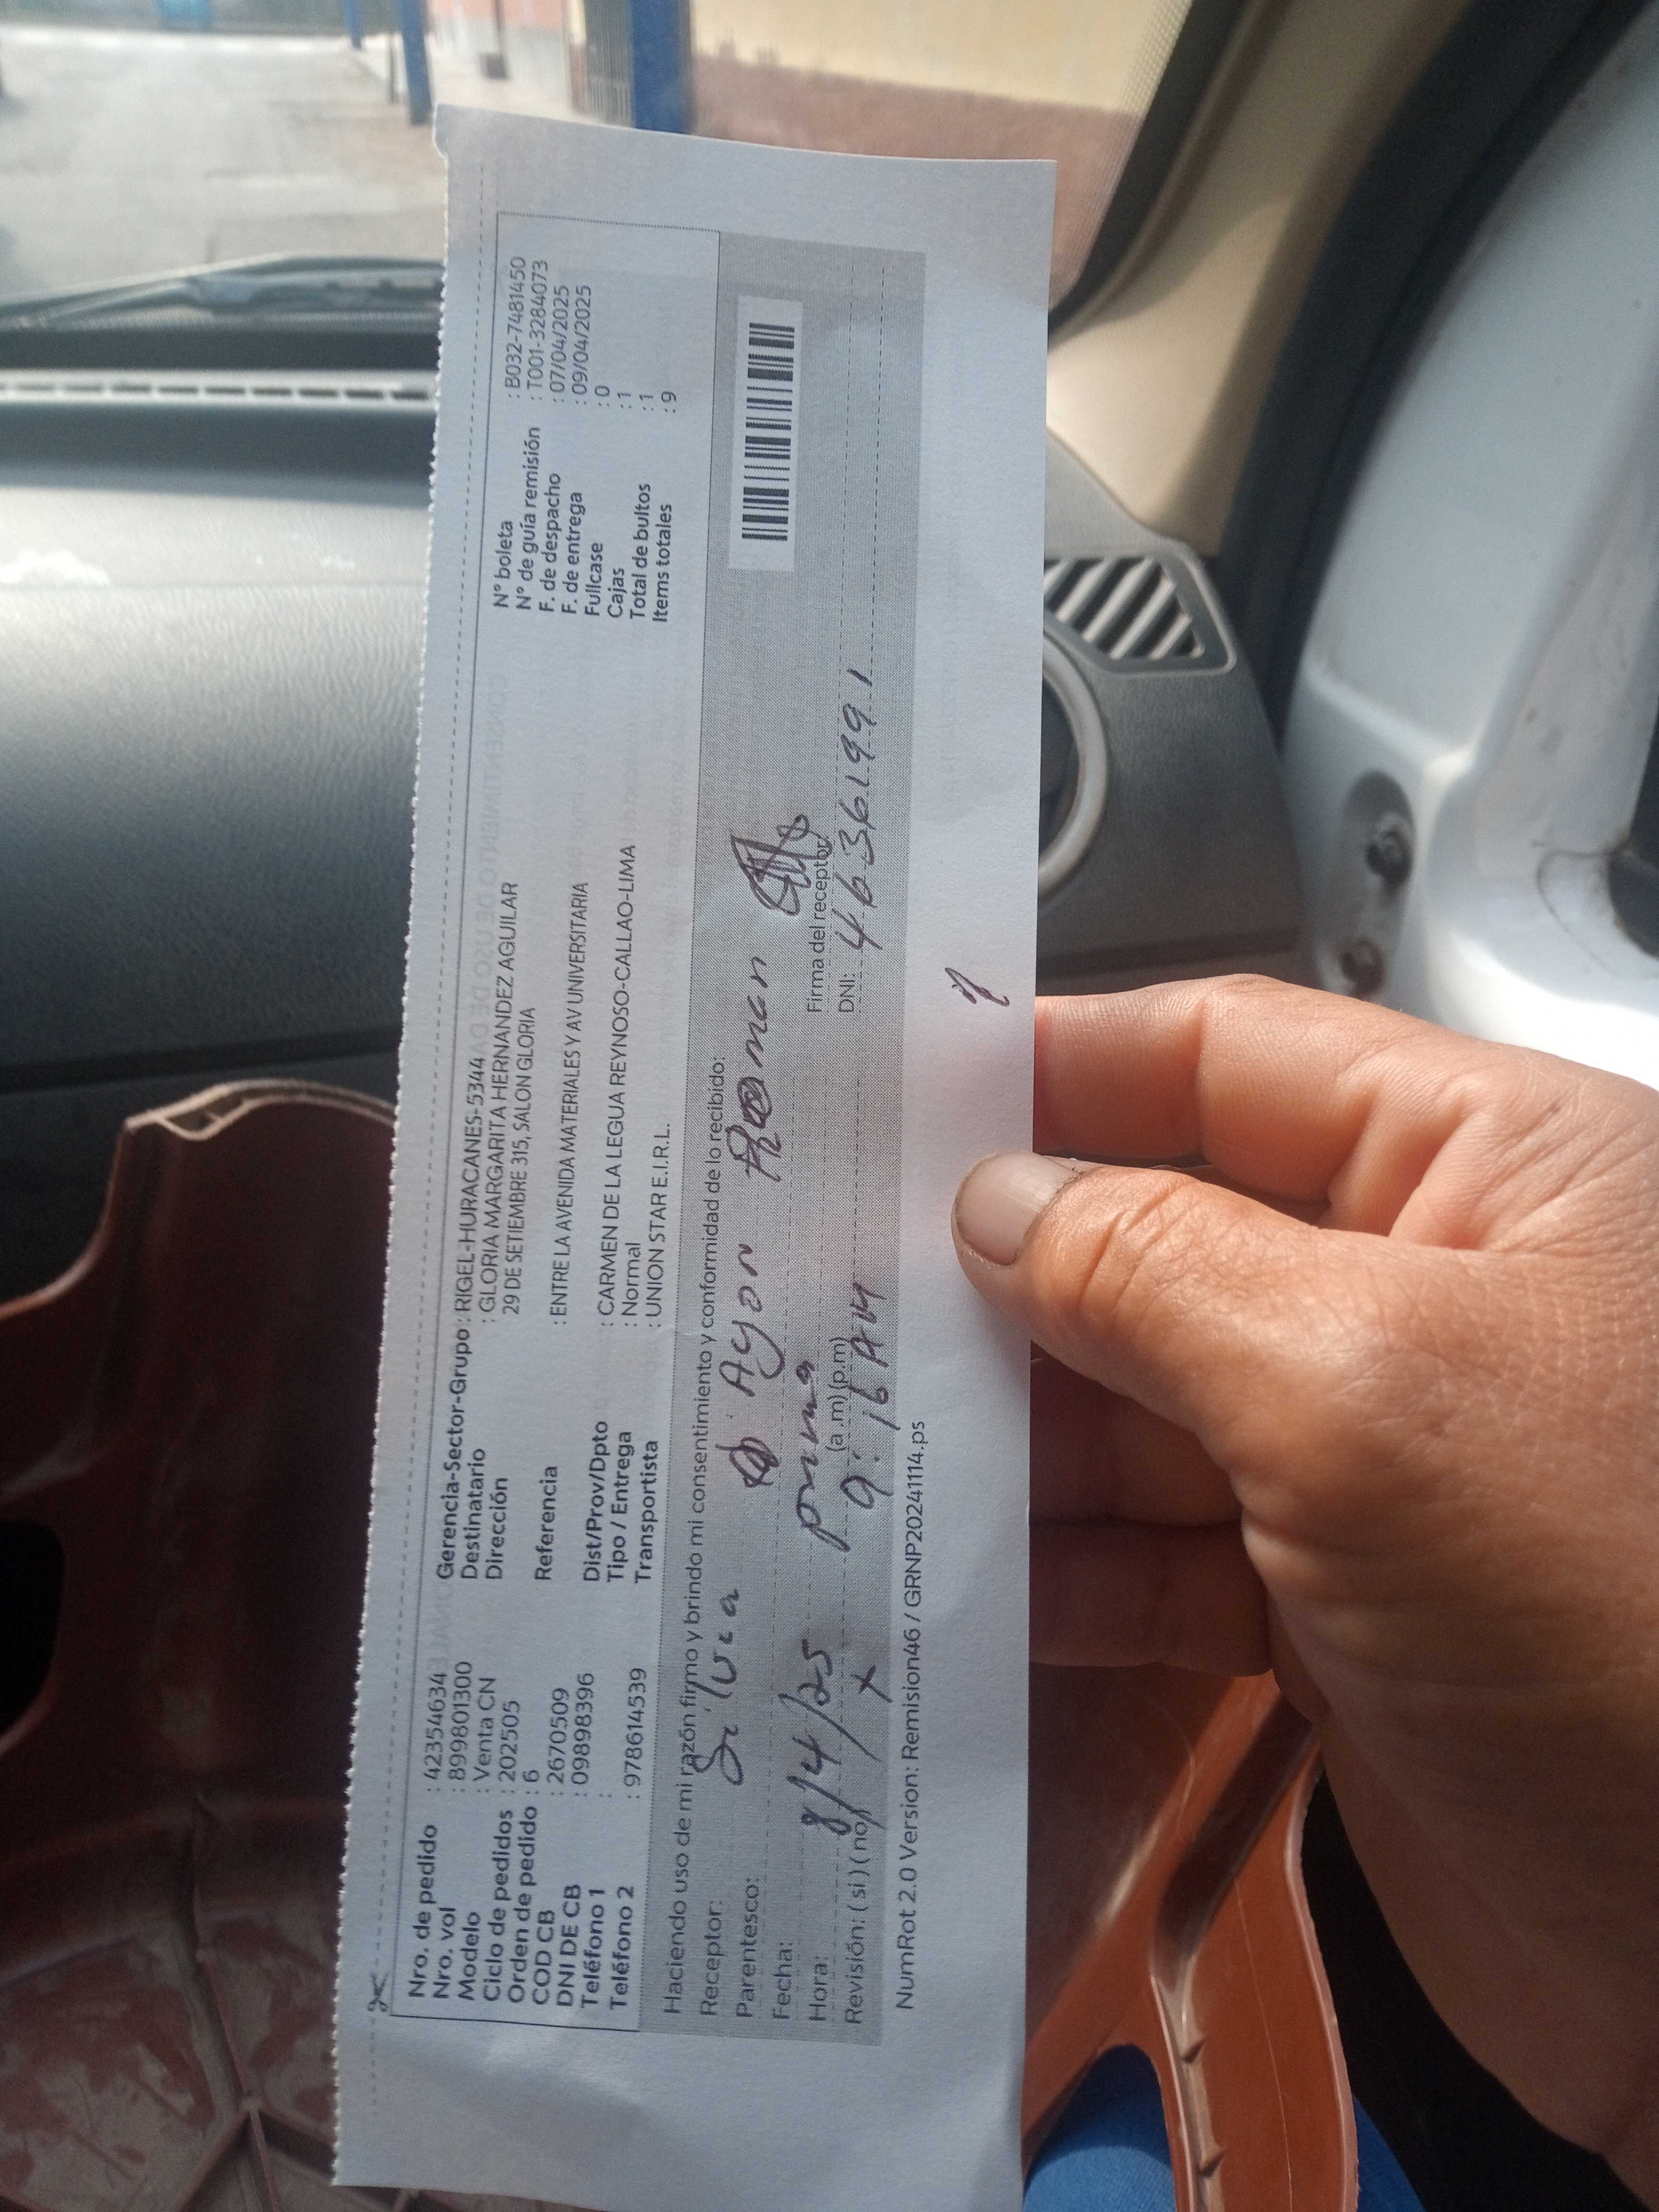 Nro. de pedido : 42354634
Nro. vol : 899801300
Modelo : Venta CN
Ciclo de pedidos : 202505
Orden de pedido : 6
COD CB : 2670509
DNI DE CB : 09898396
Teléfono 1 :
Teléfono 2 : 978614539
Gerencia-Sector-Grupo : RIGEL-HURACANES-5344
Destinatario : GLORIA MARGARITA HERNANDEZ AGUILAR
Dirección 29 DE SETIEMBRE 315, SALON GLORIA
Referencia : ENTRE LA AVENIDA MATERIALES Y AV UNIVERSITARIA
Dist/Prov/Dpto : CARMEN DE LA LEGUA REYNOSO-CALLAO-LIMA
Tipo / Entrega : Normal
Transportista : UNION STAR E.I.R.L.
N° boleta : B032-7481450
N° de guía remisión : T001-3284073
F. de despacho : 07/04/2025
F. de entrega : 09/04/2025
Fullcase : 0
Cajas : 1
Total de bultos : 1
Items totales : 9
Haciendo uso de mi razón firmo y brindo mi consentimiento y conformidad de lo recibido:
Receptor: Silvia Ayon Roman
Parentesco: prima
Fecha: 8/4/25
Hora: (a .m) (p.m) 9:16 AM
Revisión: ( si ) ( no) X
Firma del receptor
DNI: 46361991
NumRot 2.0 Version: Remision46 / GRNP20241114.ps